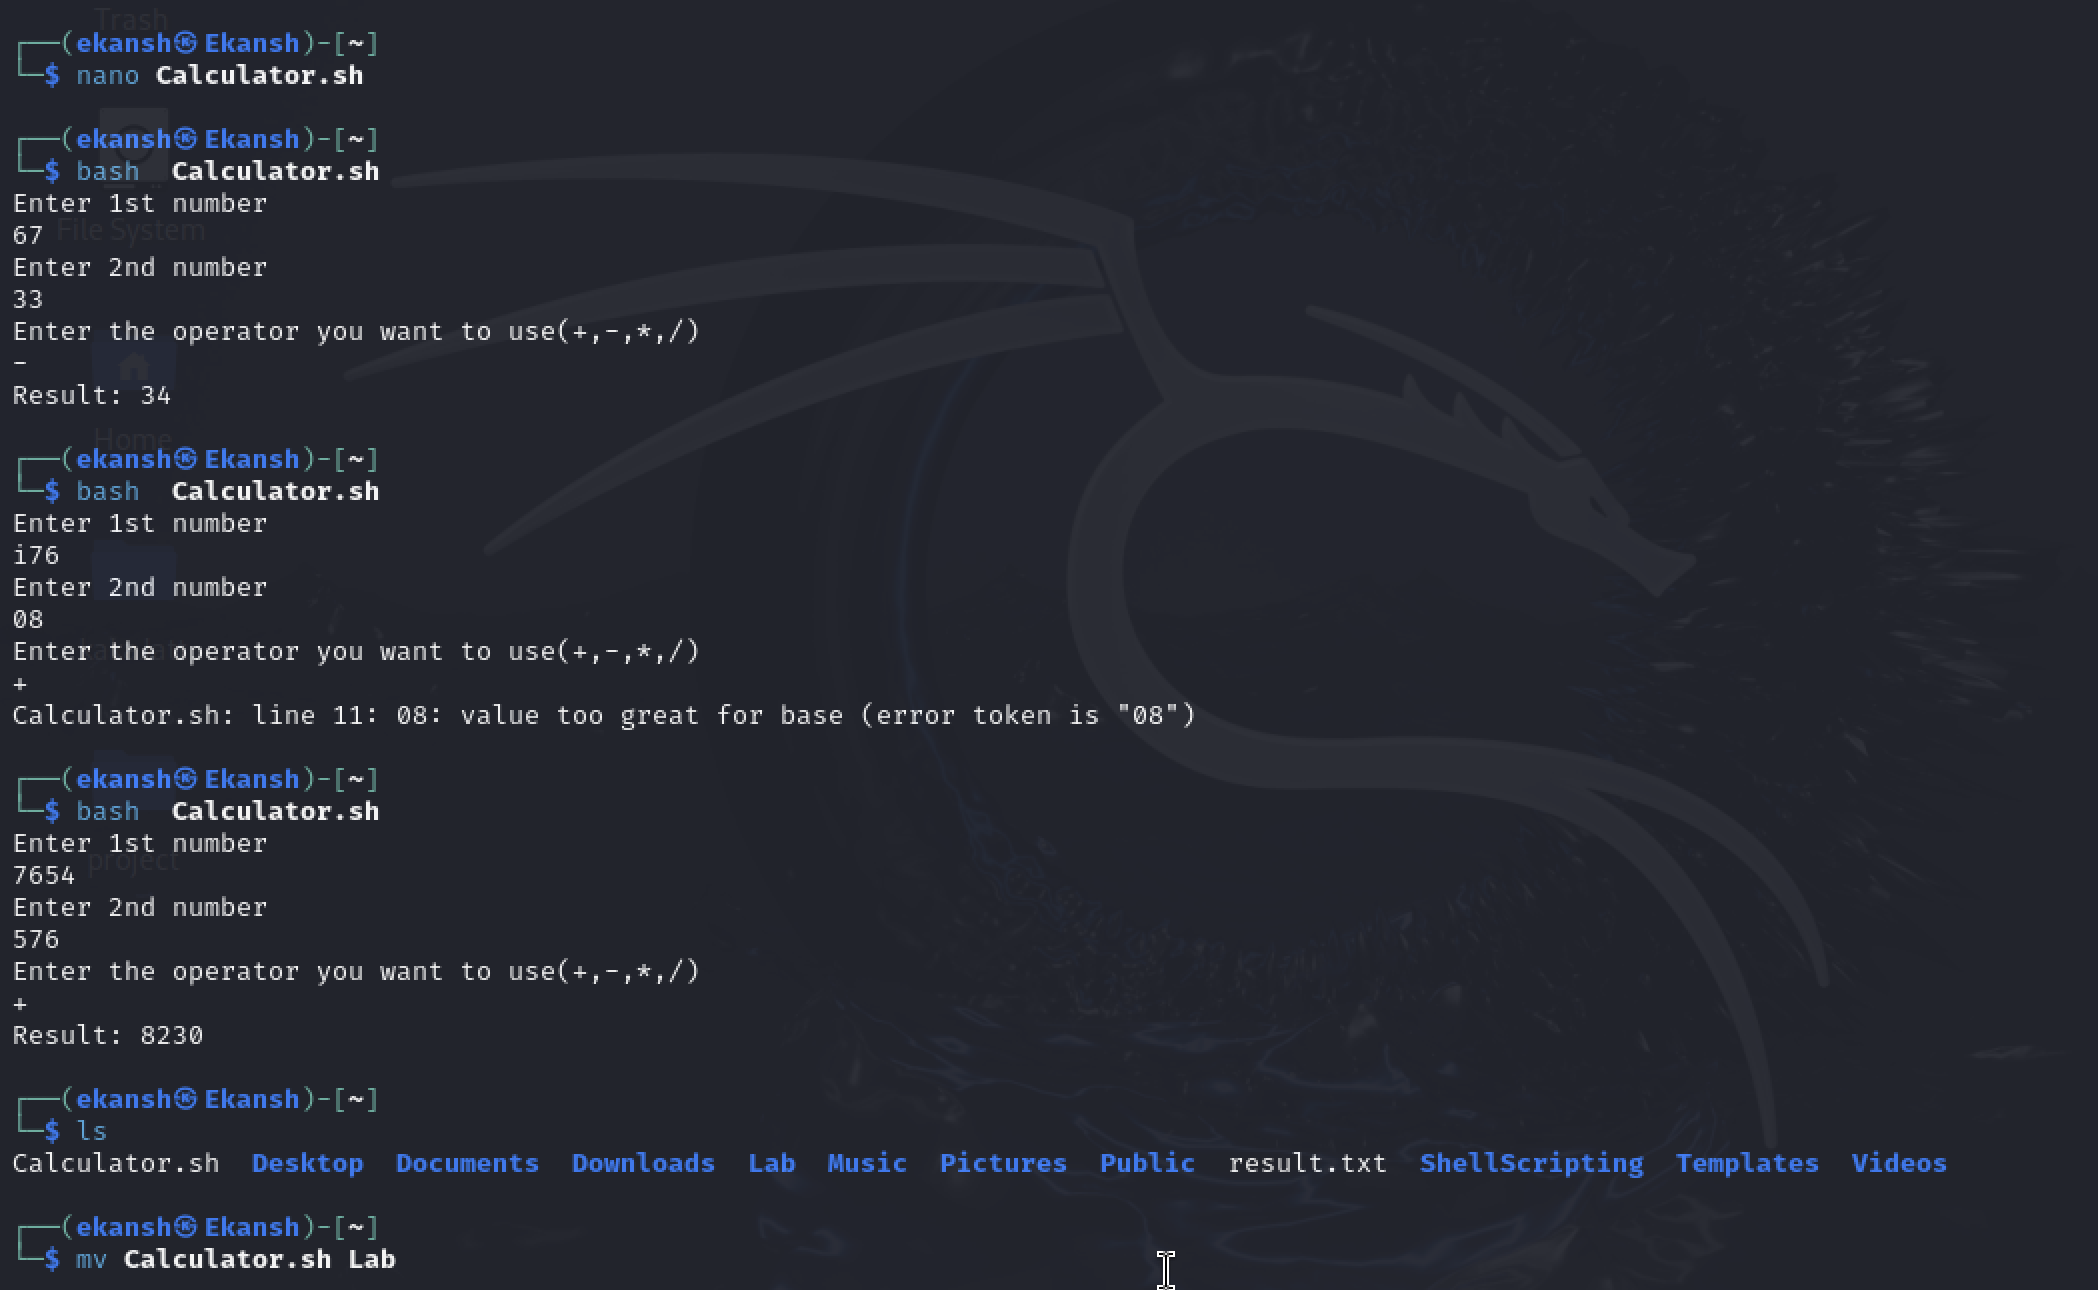 Trash
┌──(ekansh㉿Ekansh)-[~]
└─$ nano Calculator.sh
┌──(ekansh㉿Ekansh)-[~]
└─$ bash  Calculator.sh
Enter 1st number
File System
67
Enter 2nd number
33
Enter the operator you want to use(+,-,*,/)
-
Result: 34
Home
┌──(ekansh㉿Ekansh)-[~]
└─$ bash  Calculator.sh
Enter 1st number
i76
Enter 2nd number
08
Enter the operator you want to use(+,-,*,/)
+
Calculator.sh: line 11: 08: value too great for base (error token is "08")
┌──(ekansh㉿Ekansh)-[~]
└─$ bash  Calculator.sh
Enter 1st number
project
7654
Enter 2nd number
576
Enter the operator you want to use(+,-,*,/)
+
Result: 8230
┌──(ekansh㉿Ekansh)-[~]
└─$ ls
Calculator.sh  Desktop  Documents  Downloads  Lab  Music  Pictures  Public  result.txt  ShellScripting  Templates  Videos
┌──(ekansh㉿Ekansh)-[~]
└─$ mv Calculator.sh Lab